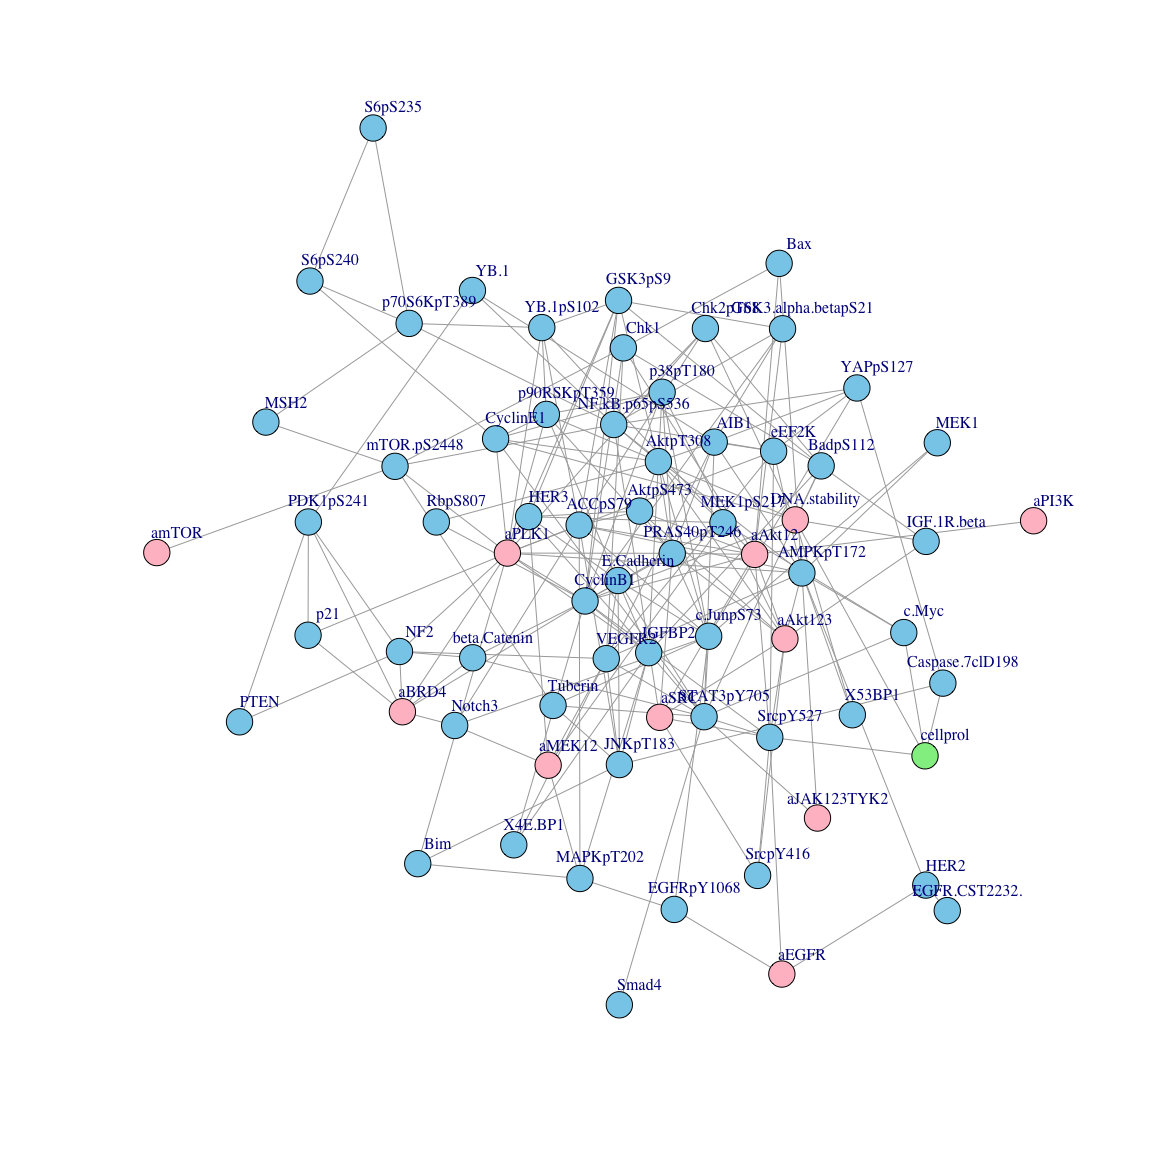 S6pS235
Bax
S6pS240
YB.1
GSK3pS9
p70S6KpT389
YB.1pS102
Chk2pT68
GSK3.alpha.betapS21
Chk1
YAPpS127
p38pT180
p90RSKpT359
NF.kB.p65pS536
MSH2
CyclinE1
AIB1
MEK1
eEF2K
BadpS112
mTOR.pS2448
AktpT308
AktpS473
PDK1pS241
RbpS807
HER3
ACCpS79
MEK1pS217
DNA.stability
aPI3K
IGF.1R.beta
amTOR
aPLK1
PRAS40pT246
aAkt12
AMPKpT172
E.Cadherin
CyclinB1
p21
NF2
beta.Catenin
VEGFR2
IGFBP2
c.JunpS73
aAkt123
c.Myc
Caspase.7clD198
PTEN
aBRD4
Notch3
Tuberin
aSRC
STAT3pY705
SrcpY527
X53BP1
cellprol
aMEK12
JNKpT183
aJAK123TYK2
X4E.BP1
Bim
MAPKpT202
SrcpY416
HER2
EGFRpY1068
EGFR.CST2232.
aEGFR
Smad4